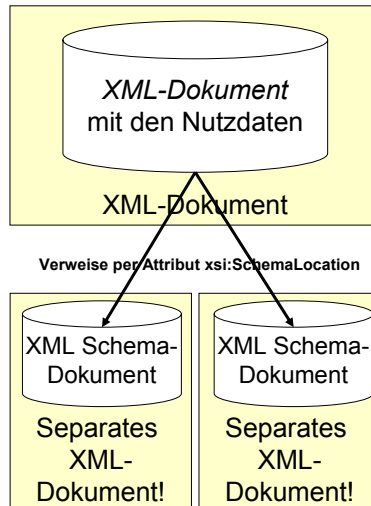 XML-Dokument
mit den Nutzdaten
XML-Dokument
Verweise per Attribut xsi:SchemaLocation
XML Schema-
Dokument
Separates
XML-
Dokument!
XML Schema-
Dokument
Separates
XML-
Dokument!